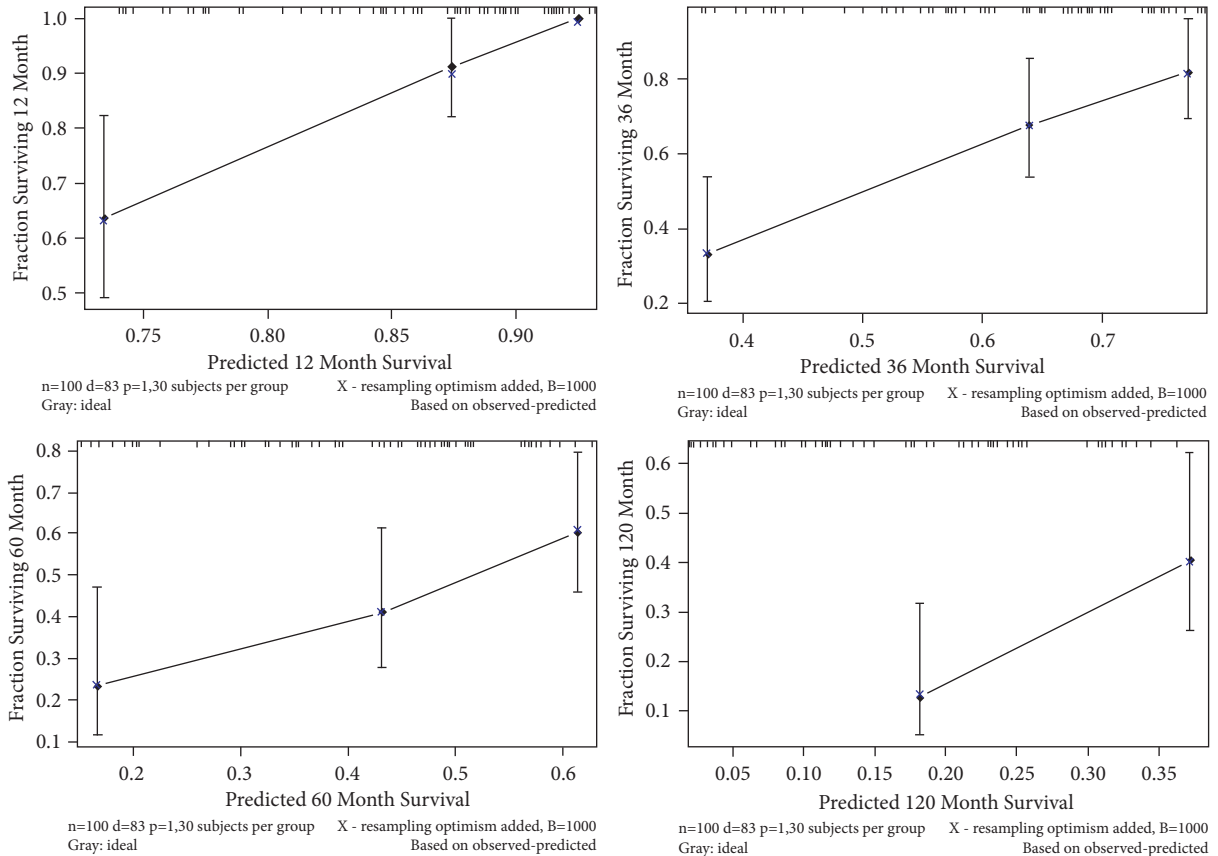 Fraction Surviving 12 Month
1.0
0.9
0.8
0.7
0.6
0.5
0.75 0.80 0.85 0.90
Predicted 12 Month Survival
n=100 d=83 p=1,30 subjects per group X - resampling optimism added, B=1000
Gray: ideal Based on observed-predicted
Fraction Surviving 36 Month
0.8
0.6
0.4
0.2
0.4 0.5 0.6 0.7
Predicted 36 Month Survival
n=100 d=83 p=1,30 subjects per group X - resampling optimism added, B=1000
Gray: ideal Based on observed-predicted
Fraction Surviving 60 Month
0.8
0.7
0.6
0.5
0.4
0.3
0.2
0.1
0.2 0.3 0.4 0.5 0.6
Predicted 60 Month Survival
n=100 d=83 p=1,30 subjects per group X - resampling optimism added, B=1000
Gray: ideal Based on observed-predicted
Fraction Surviving 120 Month
0.6
0.5
0.4
0.3
0.2
0.1
0.05 0.10 0.15 0.20 0.25 0.30 0.35
Predicted 120 Month Survival
n=100 d=83 p=1,30 subjects per group X - resampling optimism added, B=1000
Gray: ideal Based on observed-predicted